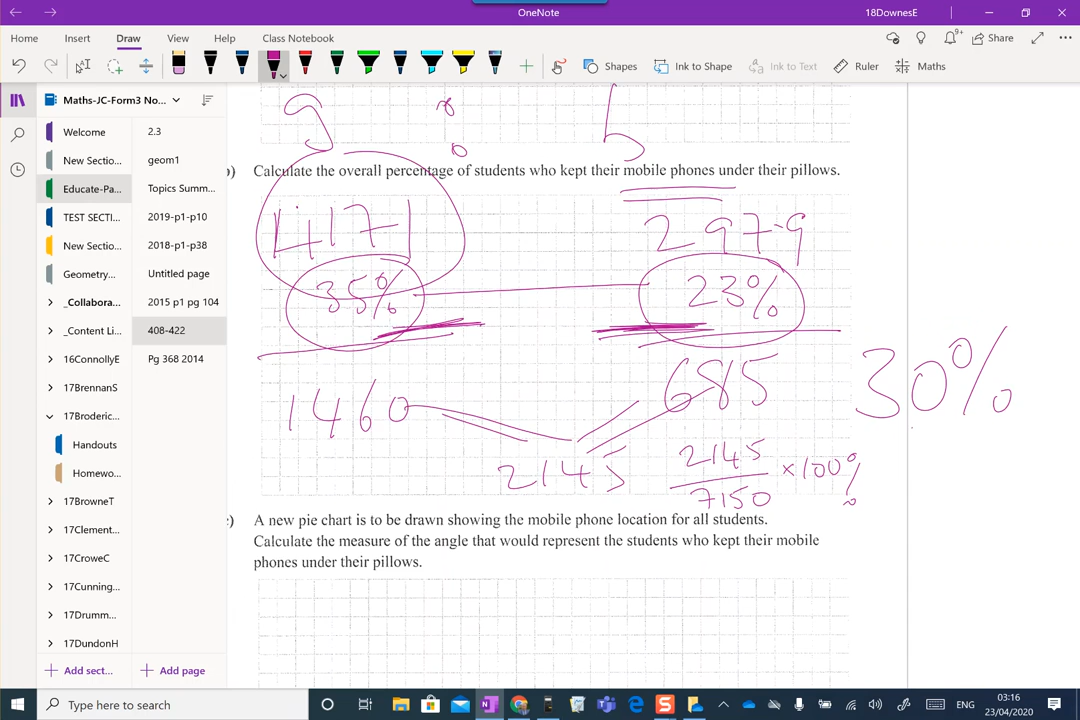 OneNote
18DownesE
Home Insert Draw View Help Class Notebook
Share
Shapes
Ink to Shape
Ink to Text
Ruler
Maths
9+
Maths-JC-Form3 No...
Welcome
New Sectio...
Educate-Pa...
TEST SECTI...
New Sectio...
Geometry...
_Collabora...
_Content Li...
16ConnollyE
17BrennanS
17Broderic...
Handouts
Homewo...
17BrowneT
17Clement...
17CroweC
17Cunning...
17Drumm...
17DundonH
Add sect...
2.3
geom1
Topics Summ...
2019-p1-p10
2018-p1-p38
Untitled page
2015 p1 pg 104
408-422
Pg 368 2014
Add page
g : b
) Calculate the overall percentage of students who kept their mobile phones under their pillows.
4171 2979
35% 23%
1460 685
30%
2145
2145
7150
×100%
) A new pie chart is to be drawn showing the mobile phone location for all students.
Calculate the measure of the angle that would represent the students who kept their mobile
phones under their pillows.
Type here to search
ENG
03:16
23/04/2020